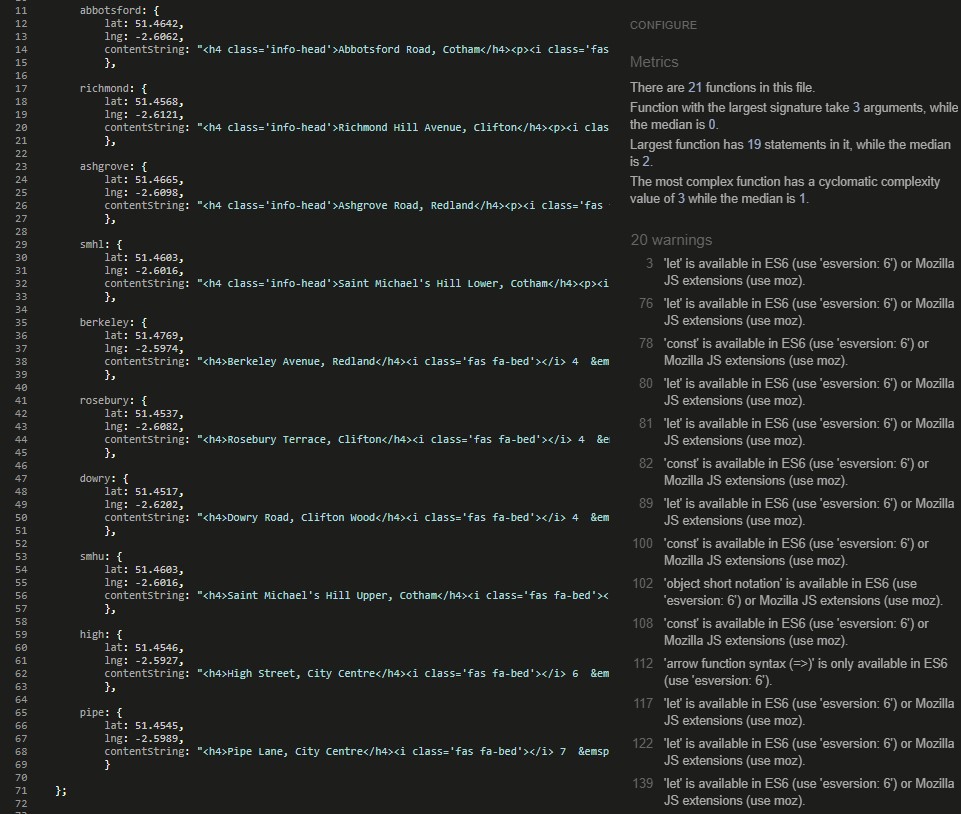 11 abbotsford: {
12 lat: 51.4642,
13 lng: -2.6062,
14 contentString: "<h4 class='info-head'>Abbotsford Road, Cotham</h4><p><i class='fas
15 },
16
17 richmond: {
18 lat: 51.4568,
19 lng: -2.6121,
20 contentString: "<h4 class='info-head'>Richmond Hill Avenue, Clifton</h4><p><i clas
21 },
22
23 ashgrove: {
24 lat: 51.4665,
25 lng: -2.6098,
26 contentString: "<h4 class='info-head'>Ashgrove Road, Redland</h4><p><i class='fas
27 },
28
29 smhl: {
30 lat: 51.4603,
31 lng: -2.6016,
32 contentString: "<h4 class='info-head'>Saint Michael's Hill Lower, Cotham</h4><p><i
33 },
34
35 berkeley: {
36 lat: 51.4769,
37 lng: -2.5974,
38 contentString: "<h4>Berkeley Avenue, Redland</h4><i class='fas fa-bed'></i> 4 &em
39 },
40
41 rosebury: {
42 lat: 51.4537,
43 lng: -2.6082,
44 contentString: "<h4>Rosebury Terrace, Clifton</h4><i class='fas fa-bed'></i> 4 &e
45 },
46
47 dowry: {
48 lat: 51.4517,
49 lng: -2.6202,
50 contentString: "<h4>Dowry Road, Clifton Wood</h4><i class='fas fa-bed'></i> 4 &em
51 },
52
53 smhu: {
54 lat: 51.4603,
55 lng: -2.6016,
56 contentString: "<h4>Saint Michael's Hill Upper, Cotham</h4><i class='fas fa-bed'><
57 },
58
59 high: {
60 lat: 51.4546,
61 lng: -2.5927,
62 contentString: "<h4>High Street, City Centre</h4><i class='fas fa-bed'></i> 6 &em
63 },
64
65 pipe: {
66 lat: 51.4545,
67 lng: -2.5989,
68 contentString: "<h4>Pipe Lane, City Centre</h4><i class='fas fa-bed'></i> 7 &emsp
69 }
70
71 };
72
CONFIGURE
Metrics
There are 21 functions in this file.
Function with the largest signature take 3 arguments, while
the median is 0.
Largest function has 19 statements in it, while the median
is 2.
The most complex function has a cyclomatic complexity
value of 3 while the median is 1.
20 warnings
3 'let' is available in ES6 (use 'esversion: 6') or Mozilla
JS extensions (use moz).
76 'let' is available in ES6 (use 'esversion: 6') or Mozilla
JS extensions (use moz).
78 'const' is available in ES6 (use 'esversion: 6') or
Mozilla JS extensions (use moz).
80 'let' is available in ES6 (use 'esversion: 6') or Mozilla
JS extensions (use moz).
81 'let' is available in ES6 (use 'esversion: 6') or Mozilla
JS extensions (use moz).
82 'const' is available in ES6 (use 'esversion: 6') or
Mozilla JS extensions (use moz).
89 'let' is available in ES6 (use 'esversion: 6') or Mozilla
JS extensions (use moz).
100 'const' is available in ES6 (use 'esversion: 6') or
Mozilla JS extensions (use moz).
102 'object short notation' is available in ES6 (use
'esversion: 6') or Mozilla JS extensions (use moz).
108 'const' is available in ES6 (use 'esversion: 6') or
Mozilla JS extensions (use moz).
112 'arrow function syntax (=>)' is only available in ES6
(use 'esversion: 6').
117 'let' is available in ES6 (use 'esversion: 6') or Mozilla
JS extensions (use moz).
122 'let' is available in ES6 (use 'esversion: 6') or Mozilla
JS extensions (use moz).
139 'let' is available in ES6 (use 'esversion: 6') or Mozilla
JS extensions (use moz).